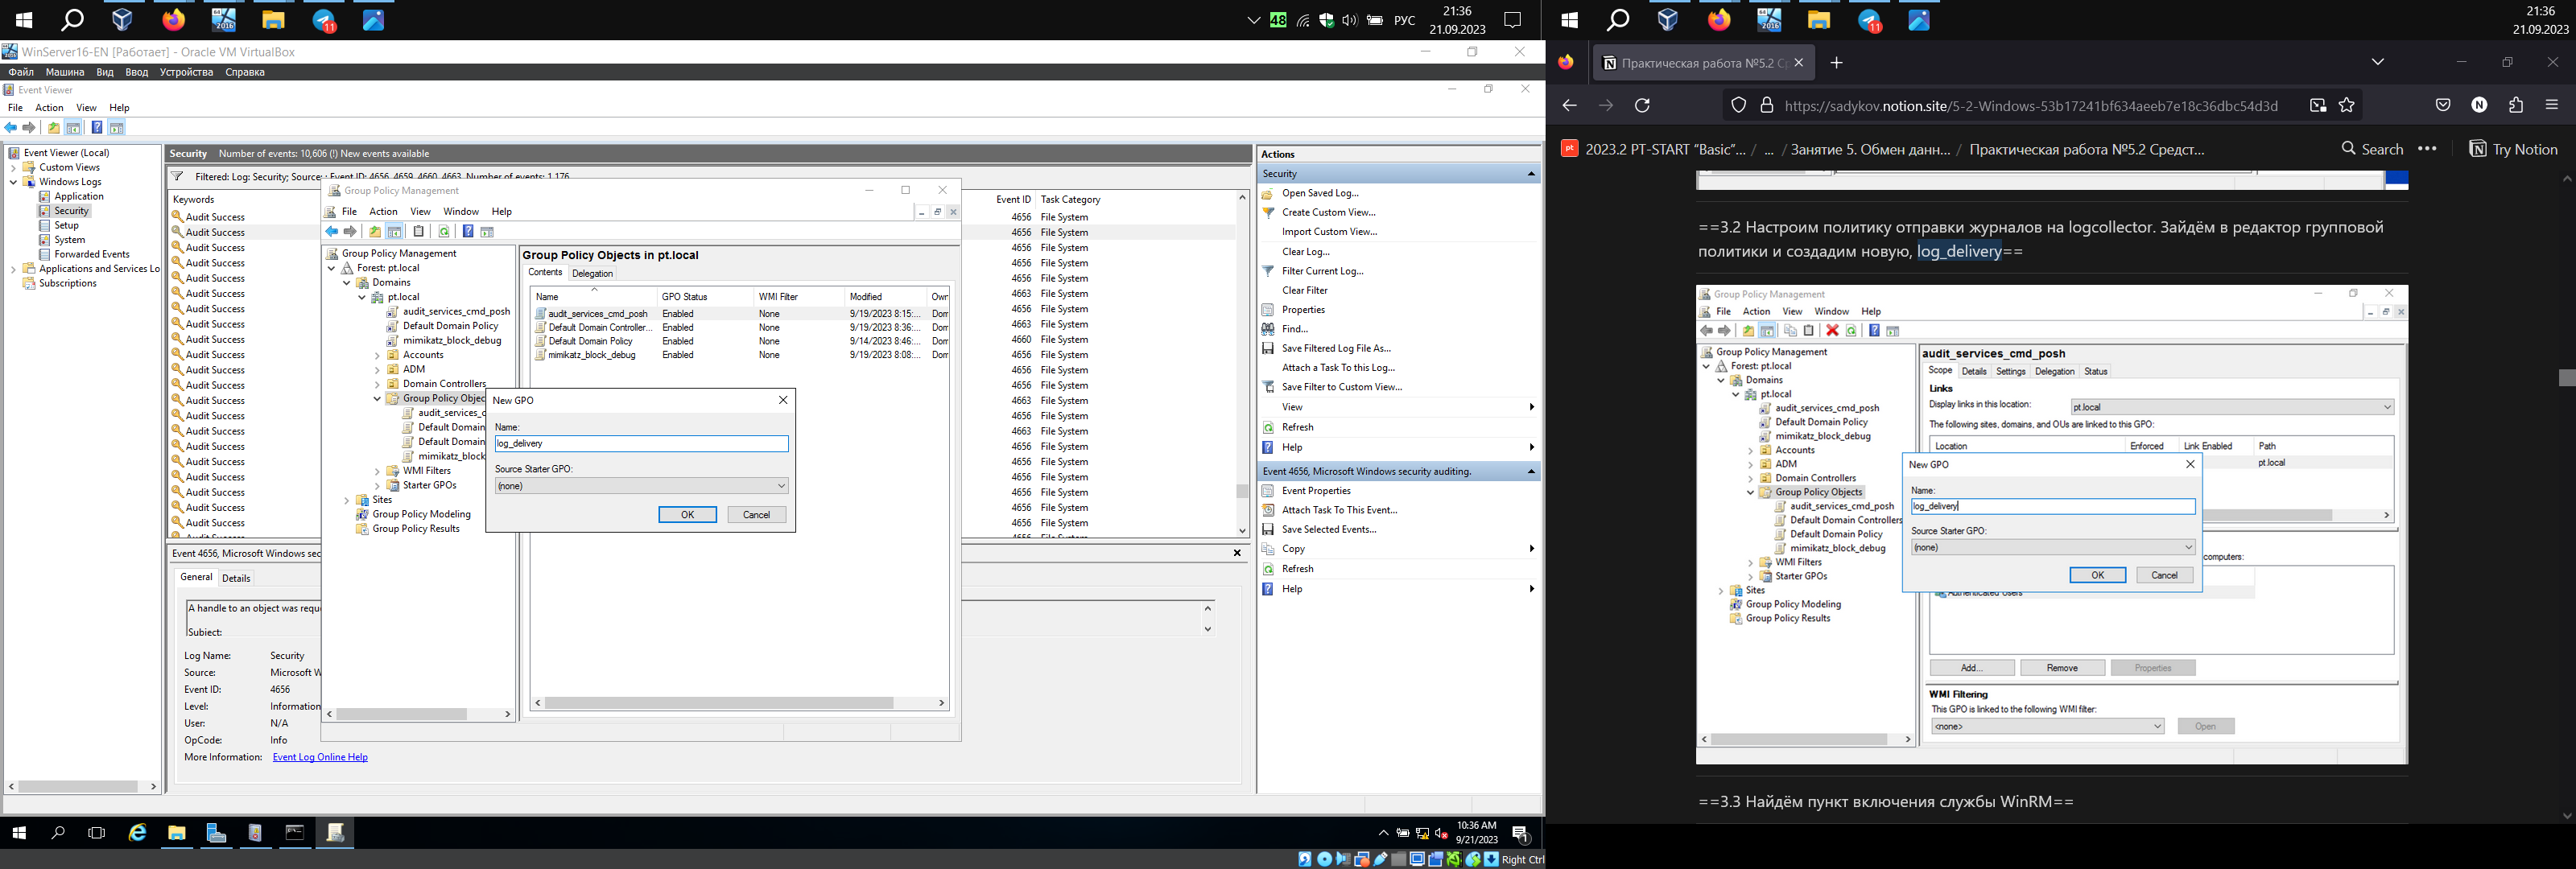 48
РУС
21:36
21.09.2023
WinServer16-EN [Работает] - Oracle VM VirtualBox
Файл Машина Вид Ввод Устройства Справка
Event Viewer
File Action View Help
Event Viewer (Local)
Custom Views
Windows Logs
Application
Security
Setup
System
Forwarded Events
Applications and Services Lo
Subscriptions
Security Number of events: 10,606 (!) New events available
Filtered: Log: Security; Source: ; Event ID: 4656, 4659, 4660, 4663. Number of events: 1,176
Keywords
Event ID Task Category
Audit Success 4656 File System
Audit Success 4656 File System
Audit Success 4656 File System
Audit Success 4656 File System
Audit Success 4656 File System
Audit Success 4663 File System
Audit Success 4656 File System
Audit Success 4663 File System
Audit Success 4660 File System
Audit Success 4656 File System
Audit Success 4656 File System
Audit Success 4656 File System
Audit Success 4663 File System
Audit Success 4656 File System
Audit Success 4663 File System
Audit Success 4656 File System
Audit Success 4656 File System
Audit Success 4656 File System
Audit Success 4656 File System
Audit Success 4656 File System
Audit Success 4656 File System
Group Policy Management
File Action View Window Help
Group Policy Management
Forest: pt.local
Domains
pt.local
audit_services_cmd_posh
Default Domain Policy
mimikatz_block_debug
Accounts
ADM
Domain Controllers
Group Policy Objec
audit_services_c
Default Domain
Default Domain
mimikatz_block
WMI Filters
Starter GPOs
Sites
Group Policy Modeling
Group Policy Results
Group Policy Objects in pt.local
Contents Delegation
Name GPO Status WMI Filter Modified Own
audit_services_cmd_posh Enabled None 9/19/2023 8:15:... Dom
Default Domain Controller... Enabled None 9/19/2023 8:36:... Dom
Default Domain Policy Enabled None 9/14/2023 8:46:... Dom
mimikatz_block_debug Enabled None 9/19/2023 8:08:... Dom
New GPO
Name:
log_delivery
Source Starter GPO:
(none)
OK Cancel
Event 4656, Microsoft Windows sec
General Details
A handle to an object was reque
Subject:
Log Name: Security
Source: Microsoft W
Event ID: 4656
Level: Information
User: N/A
OpCode: Info
More Information: Event Log Online Help
Actions
Security
Open Saved Log...
Create Custom View...
Import Custom View...
Clear Log...
Filter Current Log...
Clear Filter
Properties
Find...
Save Filtered Log File As...
Attach a Task To this Log...
Save Filter to Custom View...
View
Refresh
Help
Event 4656, Microsoft Windows security auditing.
Event Properties
Attach Task To This Event...
Save Selected Events...
Copy
Refresh
Help
10:36 AM
9/21/2023
1
Right Ctrl
21:36
21.09.2023
Практическая работа №5.2 Ср
https://sadykov.notion.site/5-2-Windows-53b17241bf634aeeb7e18c36dbc54d3d
2023.2 PT-START "Basic"... / ... / Занятие 5. Обмен данн... / Практическая работа №5.2 Средст...
Search ••• Try Notion
==3.2 Настроим политику отправки журналов на logcollector. Зайдём в редактор групповой
политики и создадим новую, log_delivery==
Group Policy Management
File Action View Window Help
Group Policy Management
Forest: pt.local
Domains
pt.local
audit_services_cmd_posh
Default Domain Policy
mimikatz_block_debug
Accounts
ADM
Domain Controllers
Group Policy Objects
audit_services_cmd_posh
Default Domain Controllers
Default Domain Policy
mimikatz_block_debug
WMI Filters
Starter GPOs
Sites
Group Policy Modeling
Group Policy Results
audit_services_cmd_posh
Scope Details Settings Delegation Status
Links
Display links in this location: pt.local
The following sites, domains, and OUs are linked to this GPO:
Location Enforced Link Enabled Path
pt.local
New GPO
Name:
log_delivery
Source Starter GPO:
(none)
OK Cancel
computers:
Authenticated Users
Add... Remove Properties
WMI Filtering
This GPO is linked to the following WMI filter:
<none> Open
==3.3 Найдём пункт включения службы WinRM==